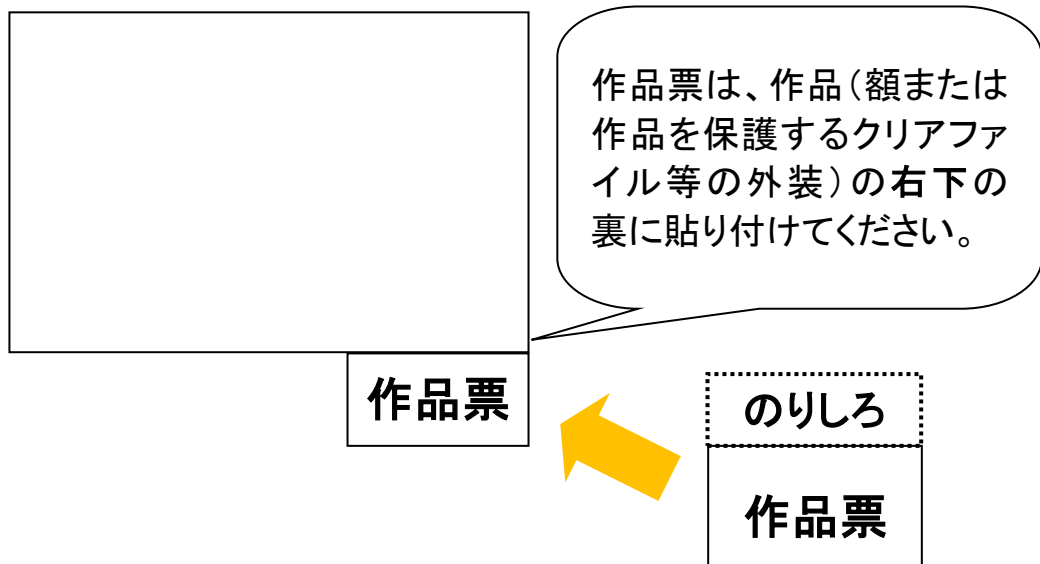 作品票は、作品（額または
作品を保護するクリアファ
イル等の外装）の右下の
裏に貼り付けてください。
作品票
のりしろ
作品票